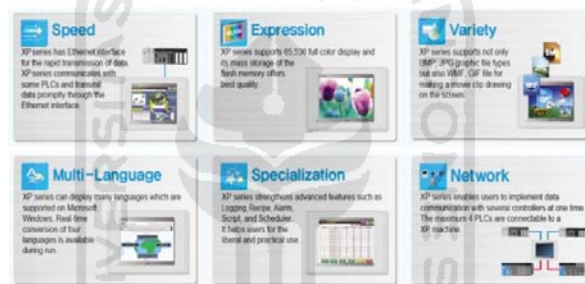 Speed
XP series has Ethernet interface
for the rapid transmission of data.
XP series communicates with
some PLCs and transmit
data promptly through the
Ethernet interface.
Expression
XP series supports 65,536 full color display and
its mass storage of the
flash memory offers
best quality.
Variety
XP series supports not only
BMP, JPG graphic file types
but also WMF, GIF file for
making a movie clip drawing
on the screen.
Multi-Language
XP series can display many languages which are
supported on Microsoft
Windows. Real-time
conversion of four
languages is available
during run.
Specialization
XP series strengthens advanced features such as
Logging, Recipe, Alarm,
Script, and Scheduler.
It helps users for the
liberal and practical use.
Network
XP series enables users to implement data
communication with several controllers at one time.
The maximum 4 PLCs are connectable to a
XP machine.